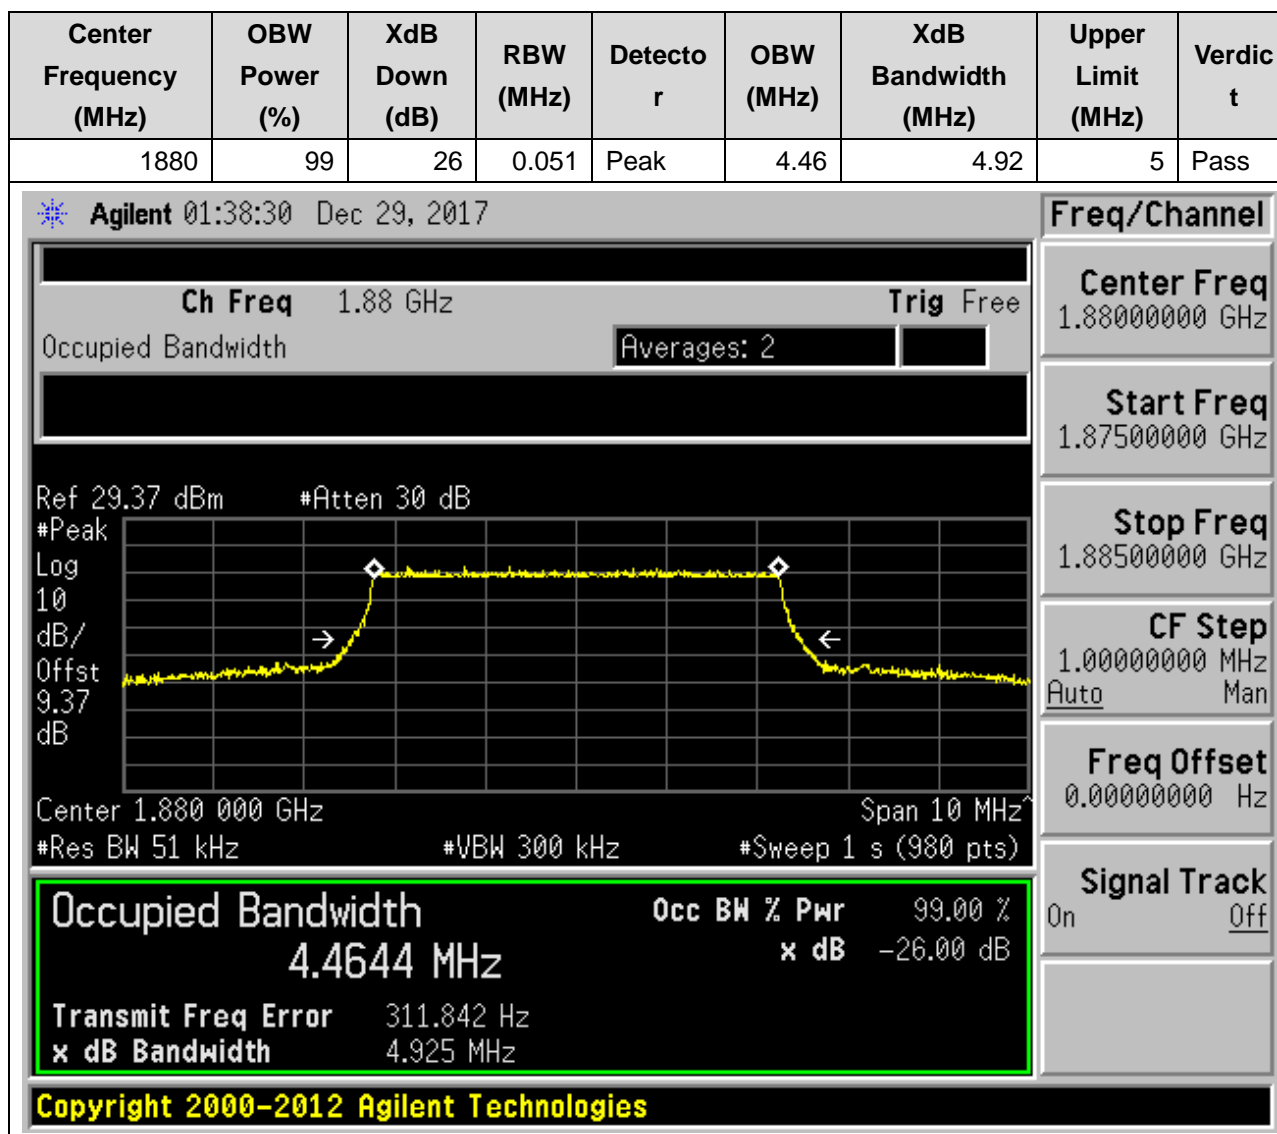 Center OBW XdB RBW Detecto OBW XdB Upper Verdic
Frequency Power Down (MHz) r (MHz) Bandwidth Limit t
(MHz) (%) (dB) (MHz) (MHz)
1880 99 26 0.051 Peak 4.46 4.92 5 Pass
Agilent 01:38:30 Dec 29, 2017
Freq/Channel
Ch Freq 1.88 GHz Trig Free
Occupied Bandwidth Averages: 2
Center Freq
1.88000000 GHz
Start Freq
1.87500000 GHz
Stop Freq
1.88500000 GHz
CF Step
1.00000000 MHz
Auto Man
Freq Offset
0.00000000 Hz
Signal Track
On Off
Ref 29.37 dBm #Atten 30 dB
#Peak
Log
10
dB/
Offst
9.37
dB
Center 1.880 000 GHz Span 10 MHz^
#Res BW 51 kHz #VBW 300 kHz #Sweep 1 s (980 pts)
Occupied Bandwidth Occ BW % Pwr 99.00 %
4.4644 MHz x dB -26.00 dB
Transmit Freq Error 311.842 Hz
x dB Bandwidth 4.925 MHz
Copyright 2000-2012 Agilent Technologies